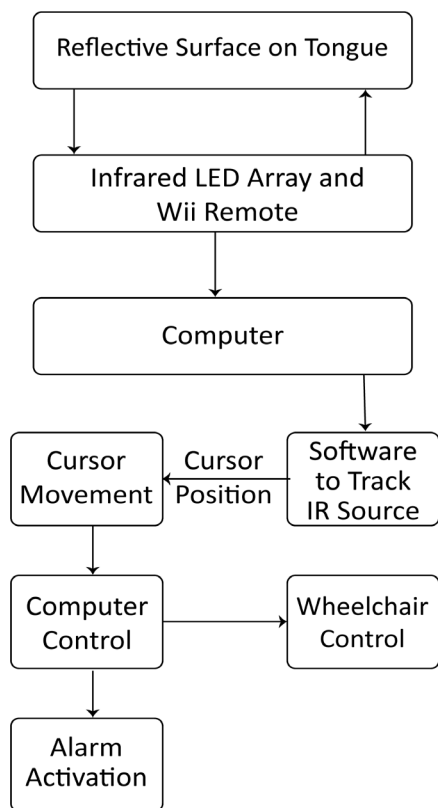 Reflective Surface on Tongue
Infrared LED Array and
Wii Remote
Computer
Software
to Track
IR Source
Cursor
Position
Cursor
Movement
Computer
Control
Wheelchair
Control
Alarm
Activation